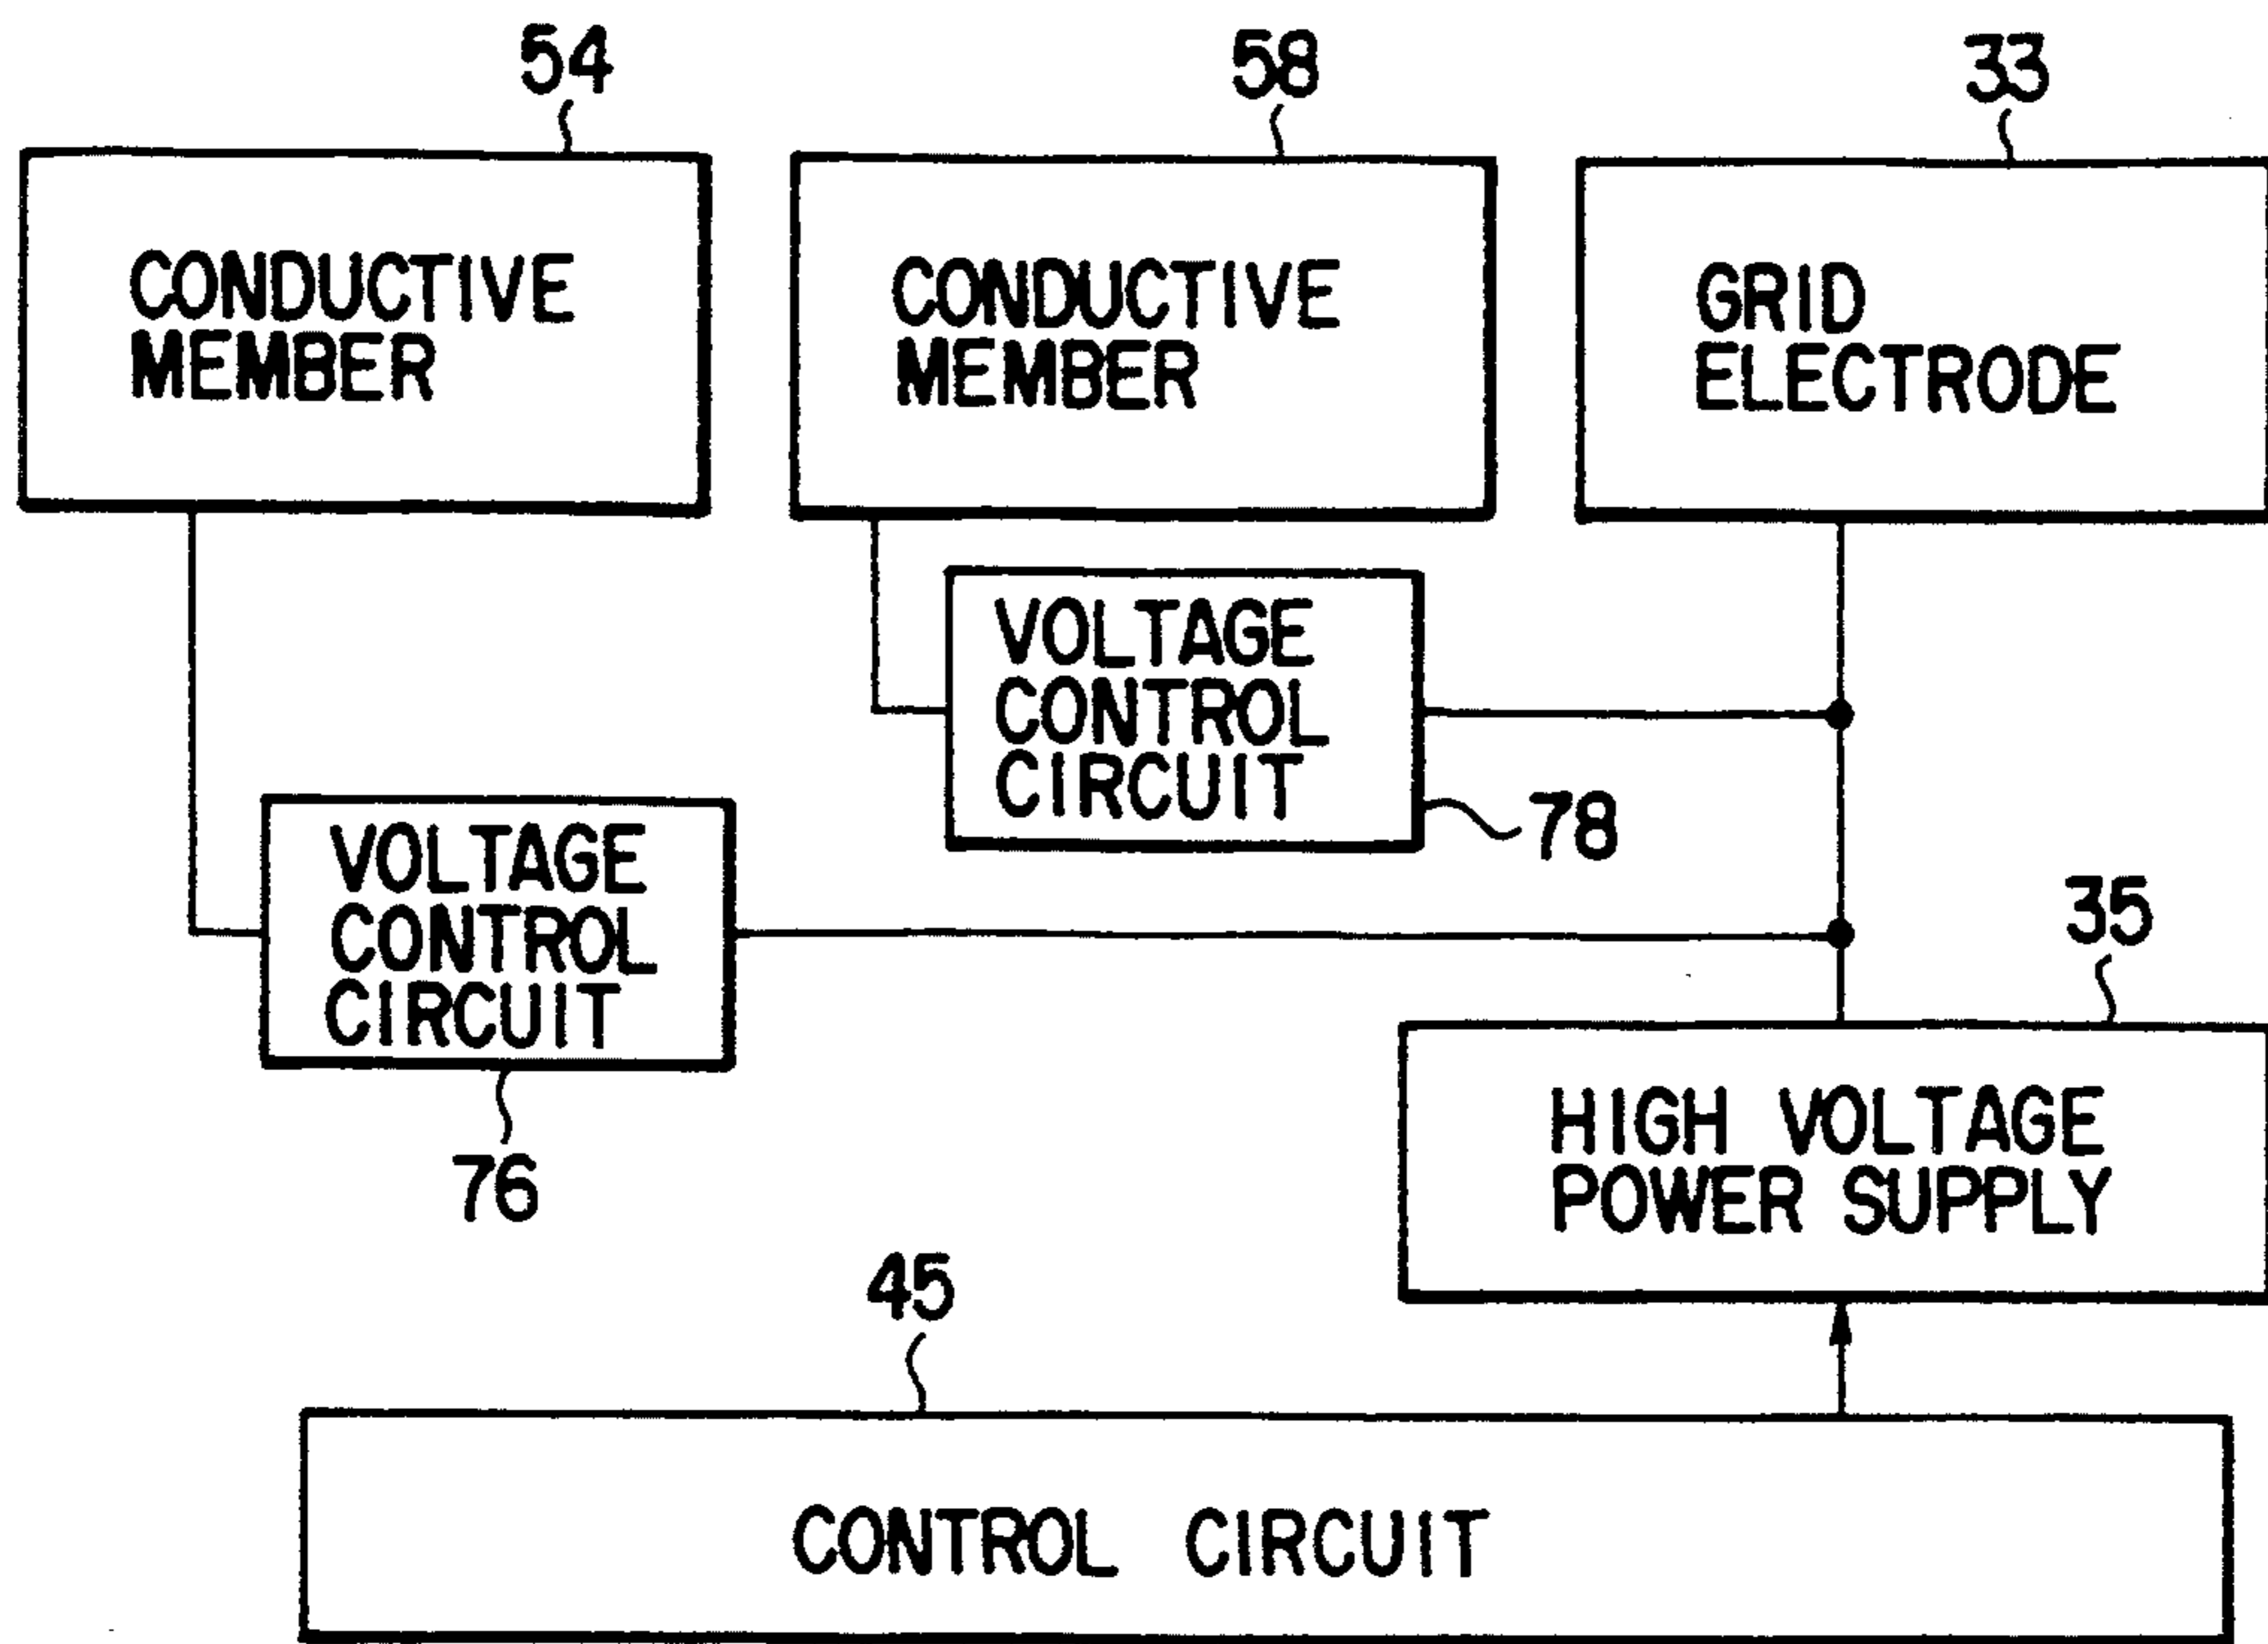 54
58
33
CONDUCTIVE
MEMBER
CONDUCTIVE
MEMBER
GRID
ELECTRODE
VOLTAGE
CONTROL
CIRCUIT
78
VOLTAGE
CONTROL
CIRCUIT
76
35
HIGH VOLTAGE
POWER SUPPLY
45
CONTROL CIRCUIT